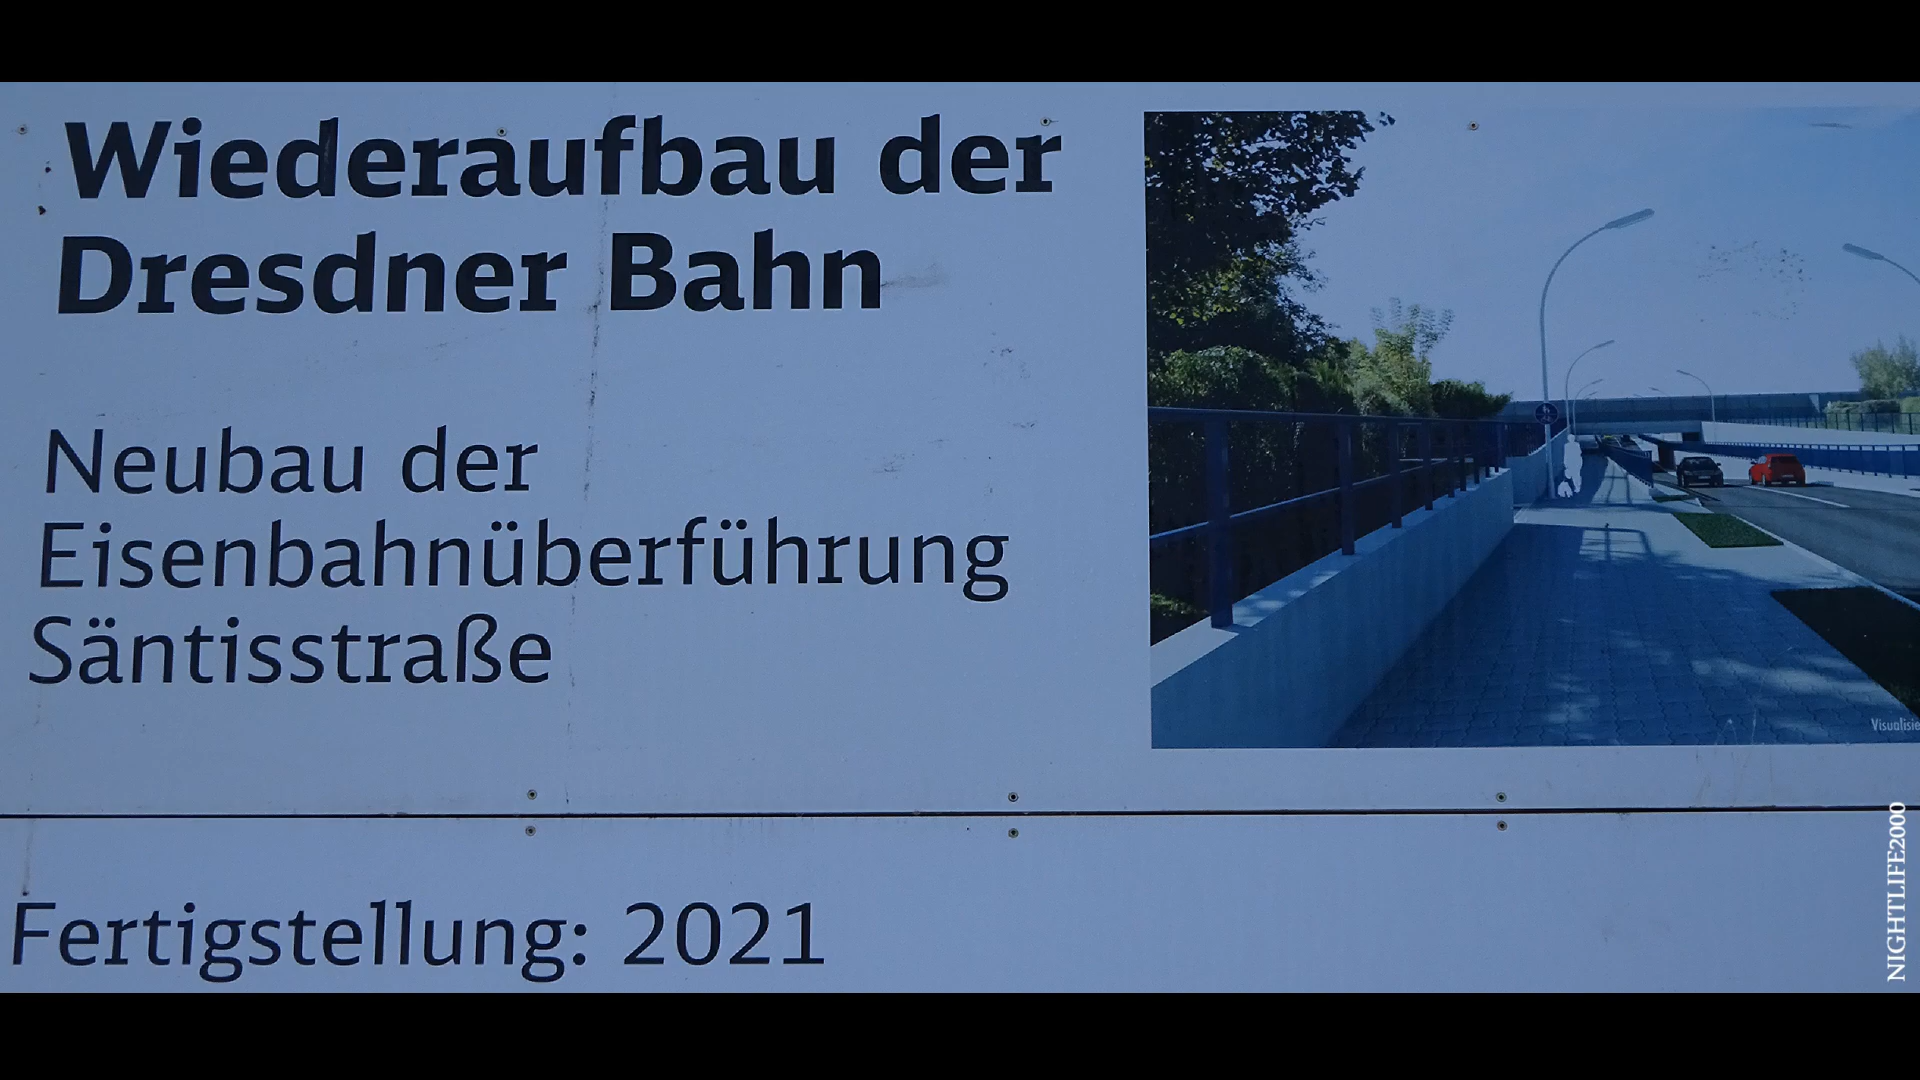 Wiederaufbau der
Dresdner Bahn
Neubau der
Eisenbahnüberführung
Säntisstraße
Fertigstellung: 2021
NIGHTLIFE2000